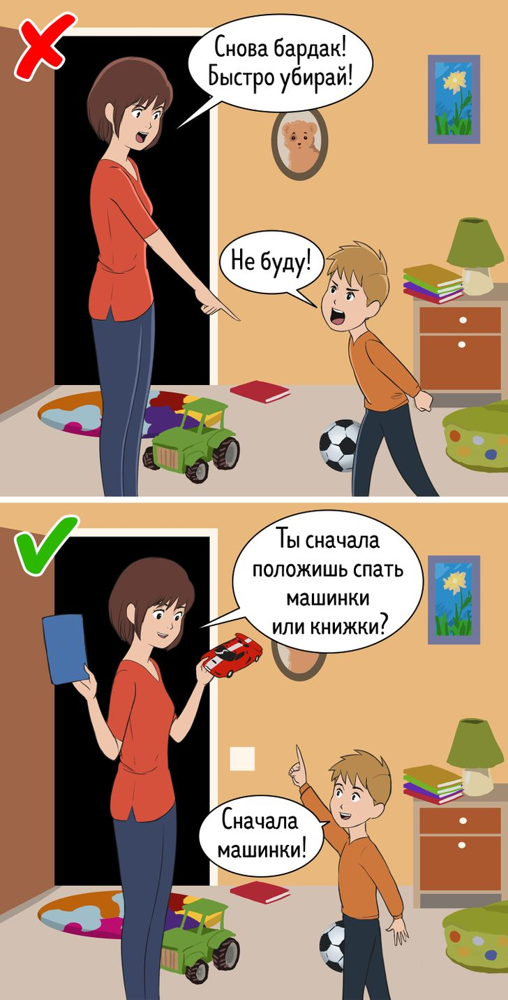 Снова бардак!
Быстро убирай!
Не буду!
Ты сначала
положишь спать
машинки
или книжки?
Сначала
машинки!